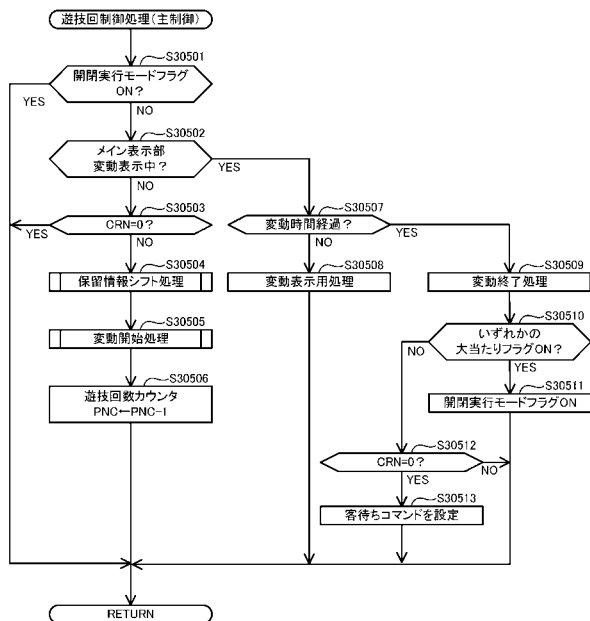 遊技回制御処理(主制御)
S30501
開閉実行モードフラグ
ON?
YES
NO
S30502
メイン表示部
変動表示中?
YES
NO
S30503
CRN=0?
YES
NO
S30507
変動時間経過?
YES
NO
S30504
保留情報シフト処理
S30508
変動表示用処理
S30509
変動終了処理
S30505
変動開始処理
S30510
いずれかの
大当たりフラグON?
NO
YES
S30506
遊技回数カウンタ
PNC←PNC-1
S30511
開閉実行モードフラグON
S30512
CRN=0?
NO
YES
S30513
客待ちコマンドを設定
RETURN